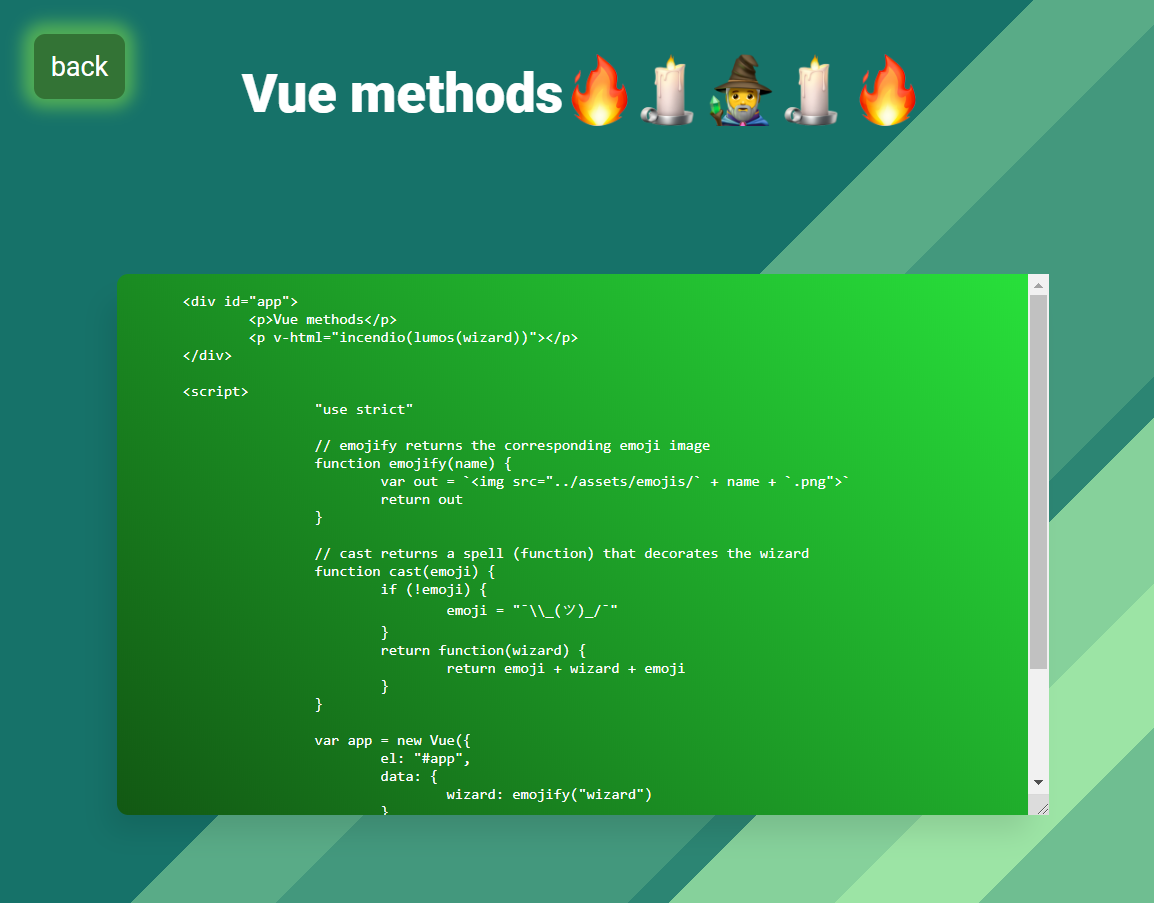 back
Vue methods🔥🕯️🧙‍♂️🕯️🔥
<div id="app">
<p>Vue methods</p>
<p v-html="incendio(lumos(wizard))"></p>
</div>
<script>
"use strict"
// emojify returns the corresponding emoji image
function emojify(name) {
var out = `<img src="../assets/emojis/` + name + `.png">`
return out
}
// cast returns a spell (function) that decorates the wizard
function cast(emoji) {
if (!emoji) {
emoji = "¯\\_(ツ)_/¯"
}
return function(wizard) {
return emoji + wizard + emoji
}
}
var app = new Vue({
el: "#app",
data: {
wizard: emojify("wizard")
}